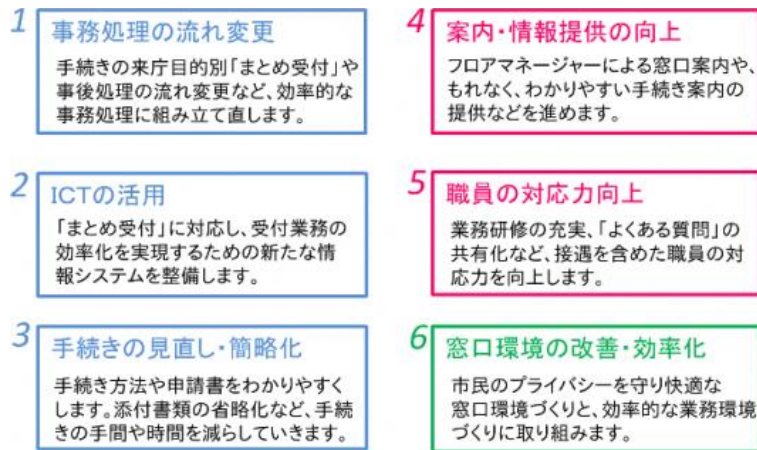 1
事務処理の流れ変更
手続きの来庁目的別「まとめ受付」や
事後処理の流れ変更など、効率的な
事務処理に組み立て直します。
2
ICTの活用
「まとめ受付」に対応し、受付業務の
効率化を実現するための新たな情
報システムを整備します。
3
手続きの見直し・簡略化
手続き方法や申請書をわかりやすく
します。添付書類の省略化など、手続
きの手間や時間を減らしていきます。
4
案内・情報提供の向上
フロアマネージャーによる窓口案内や、
もれなく、わかりやすい手続き案内の
提供などを進めます。
5
職員の対応力向上
業務研修の充実、「よくある質問」の
共有化など、接遇を含めた職員の対
応力を向上します。
6
窓口環境の改善・効率化
市民のプライバシーを守り快適な
窓口環境づくりと、効率的な業務環境
づくりに取り組みます。